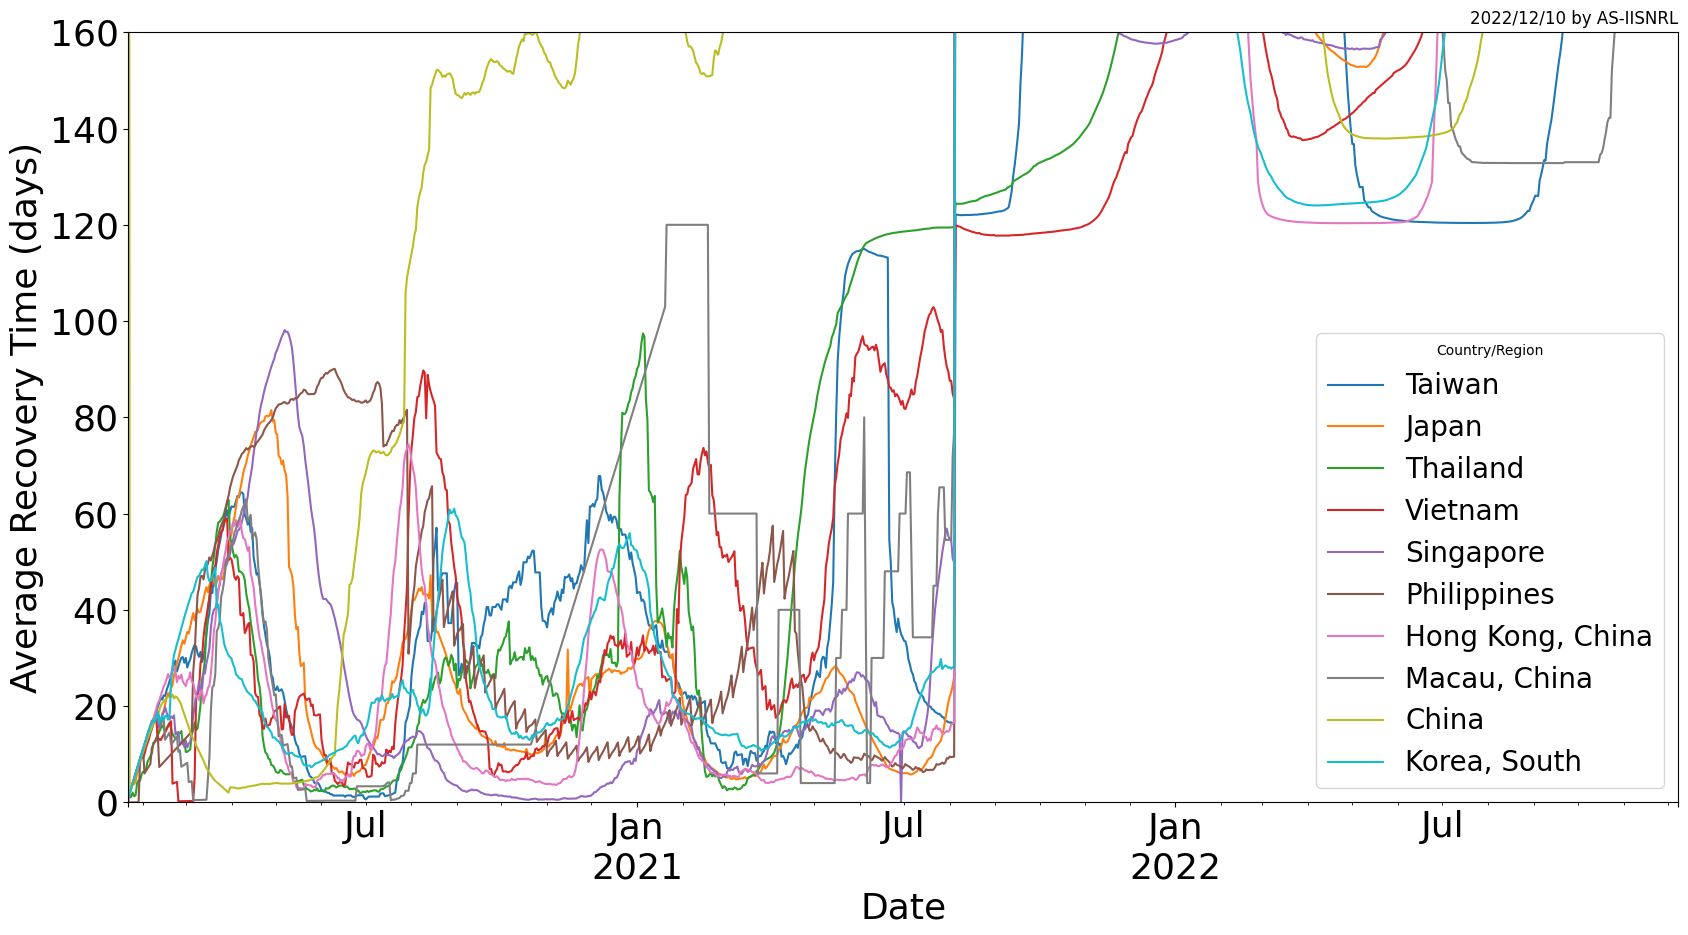 2022/12/10 by AS-IISNRL
160
140
120
100
80
60
40
20
0
Average Recovery Time (days)
Country/Region
Taiwan
Japan
Thailand
Vietnam
Singapore
Philippines
Hong Kong, China
Macau, China
China
Korea, South
Jul
Jan
2021
Jul
Jan
2022
Jul
Date